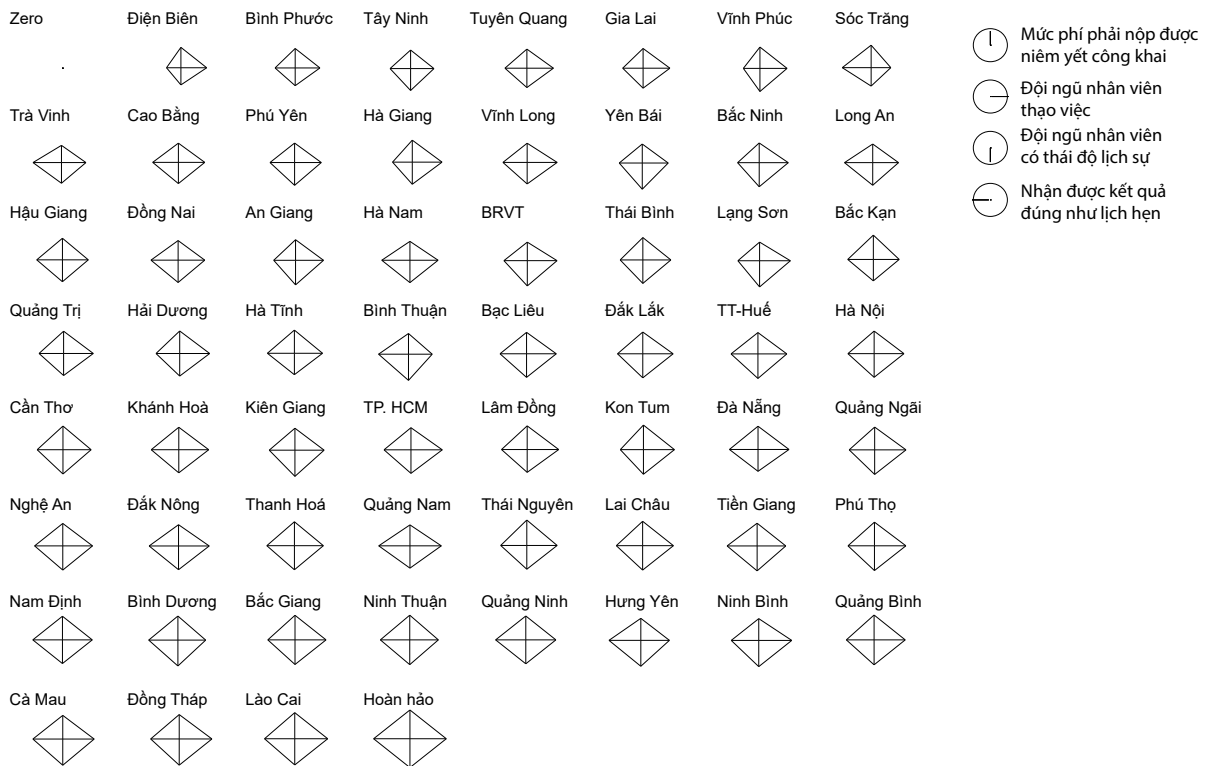 Zero Điện Biên Bình Phước Tây Ninh Tuyên Quang Gia Lai Vĩnh Phúc Sóc Trăng
Trà Vinh Cao Bằng Phú Yên Hà Giang Vĩnh Long Yên Bái Bắc Ninh Long An
Hậu Giang Đồng Nai An Giang Hà Nam BRVT Thái Bình Lạng Sơn Bắc Kạn
Quảng Trị Hải Dương Hà Tĩnh Bình Thuận Bạc Liêu Đắk Lắk TT-Huế Hà Nội
Cần Thơ Khánh Hoà Kiên Giang TP. HCM Lâm Đồng Kon Tum Đà Nẵng Quảng Ngãi
Nghệ An Đắk Nông Thanh Hoá Quảng Nam Thái Nguyên Lai Châu Tiền Giang Phú Thọ
Nam Định Bình Dương Bắc Giang Ninh Thuận Quảng Ninh Hưng Yên Ninh Bình Quảng Bình
Cà Mau Đồng Tháp Lào Cai Hoàn hảo
Mức phí phải nộp được
niêm yết công khai
Đội ngũ nhân viên
thạo việc
Đội ngũ nhân viên
có thái độ lịch sự
Nhận được kết quả
đúng như lịch hẹn